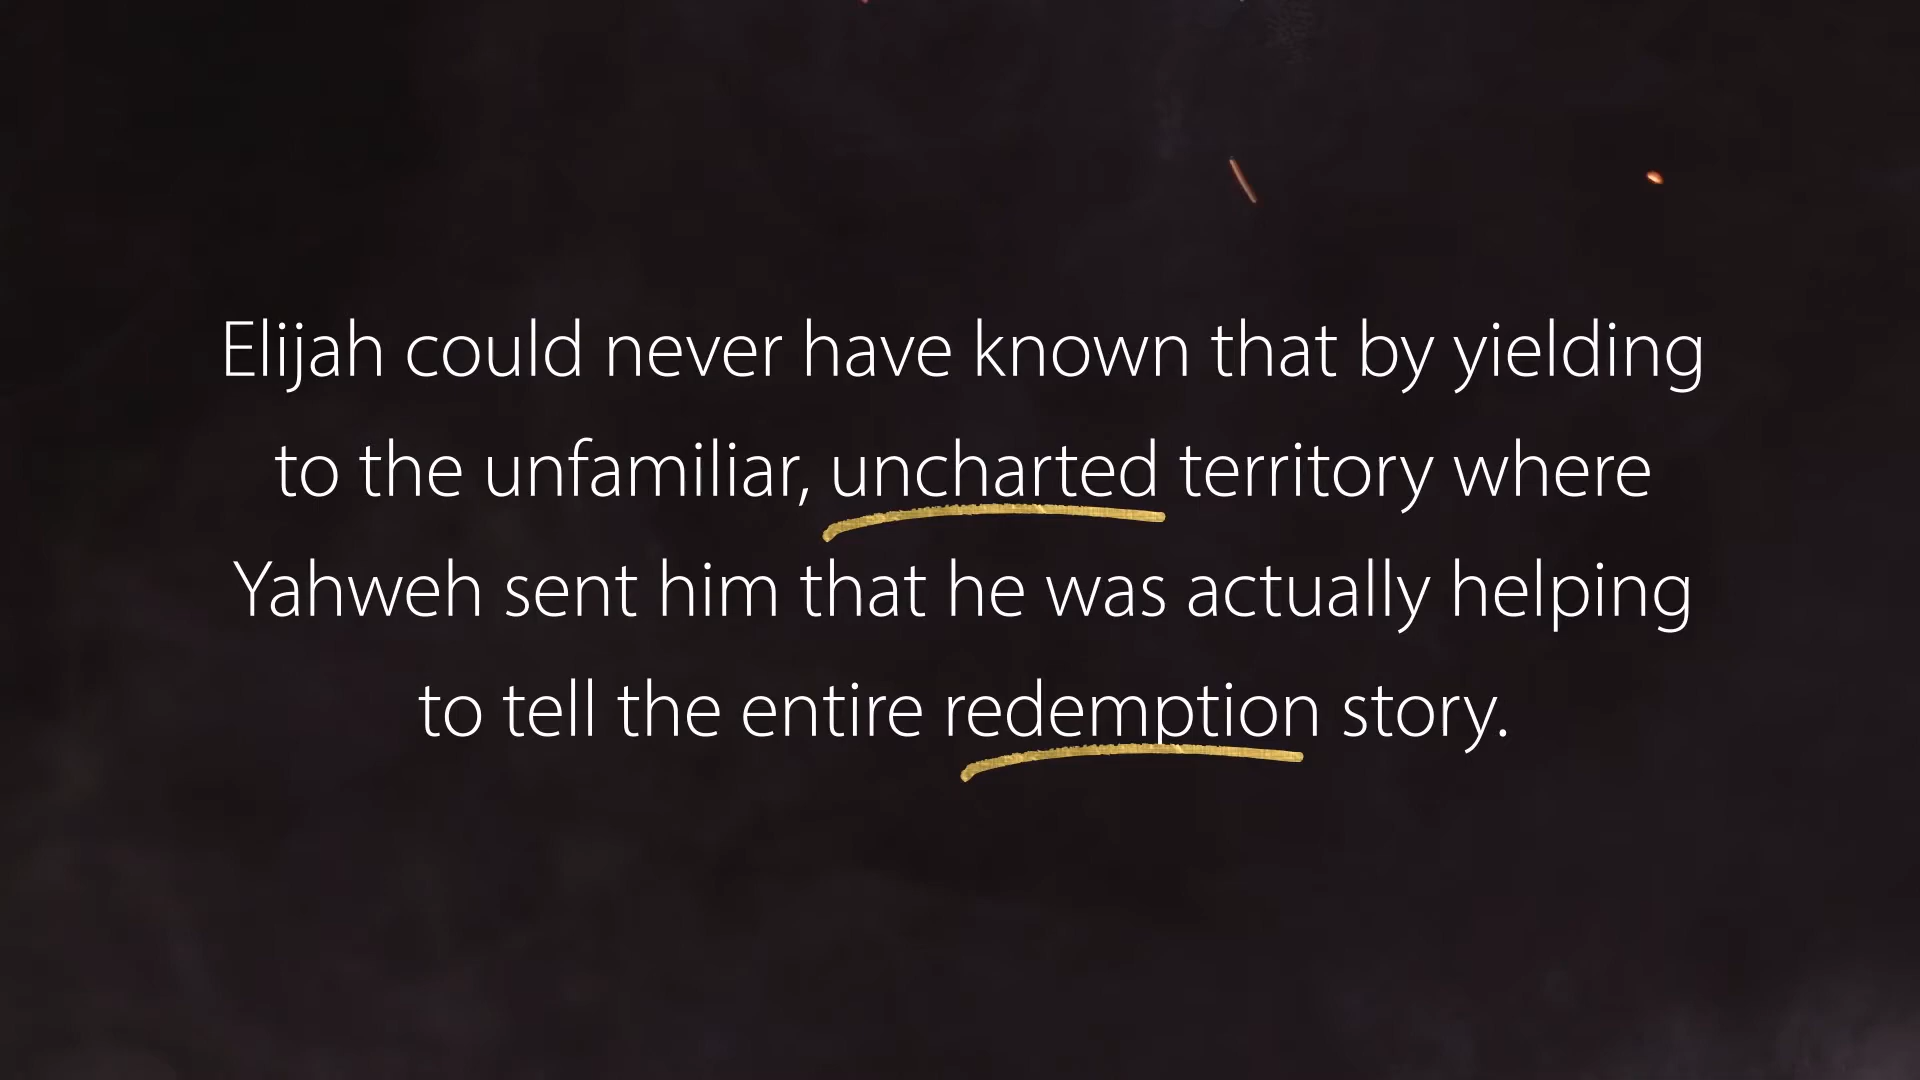 Elijah could never have known that by yielding
to the unfamiliar, uncharted territory where
Yahweh sent him that he was actually helping
to tell the entire redemption story.